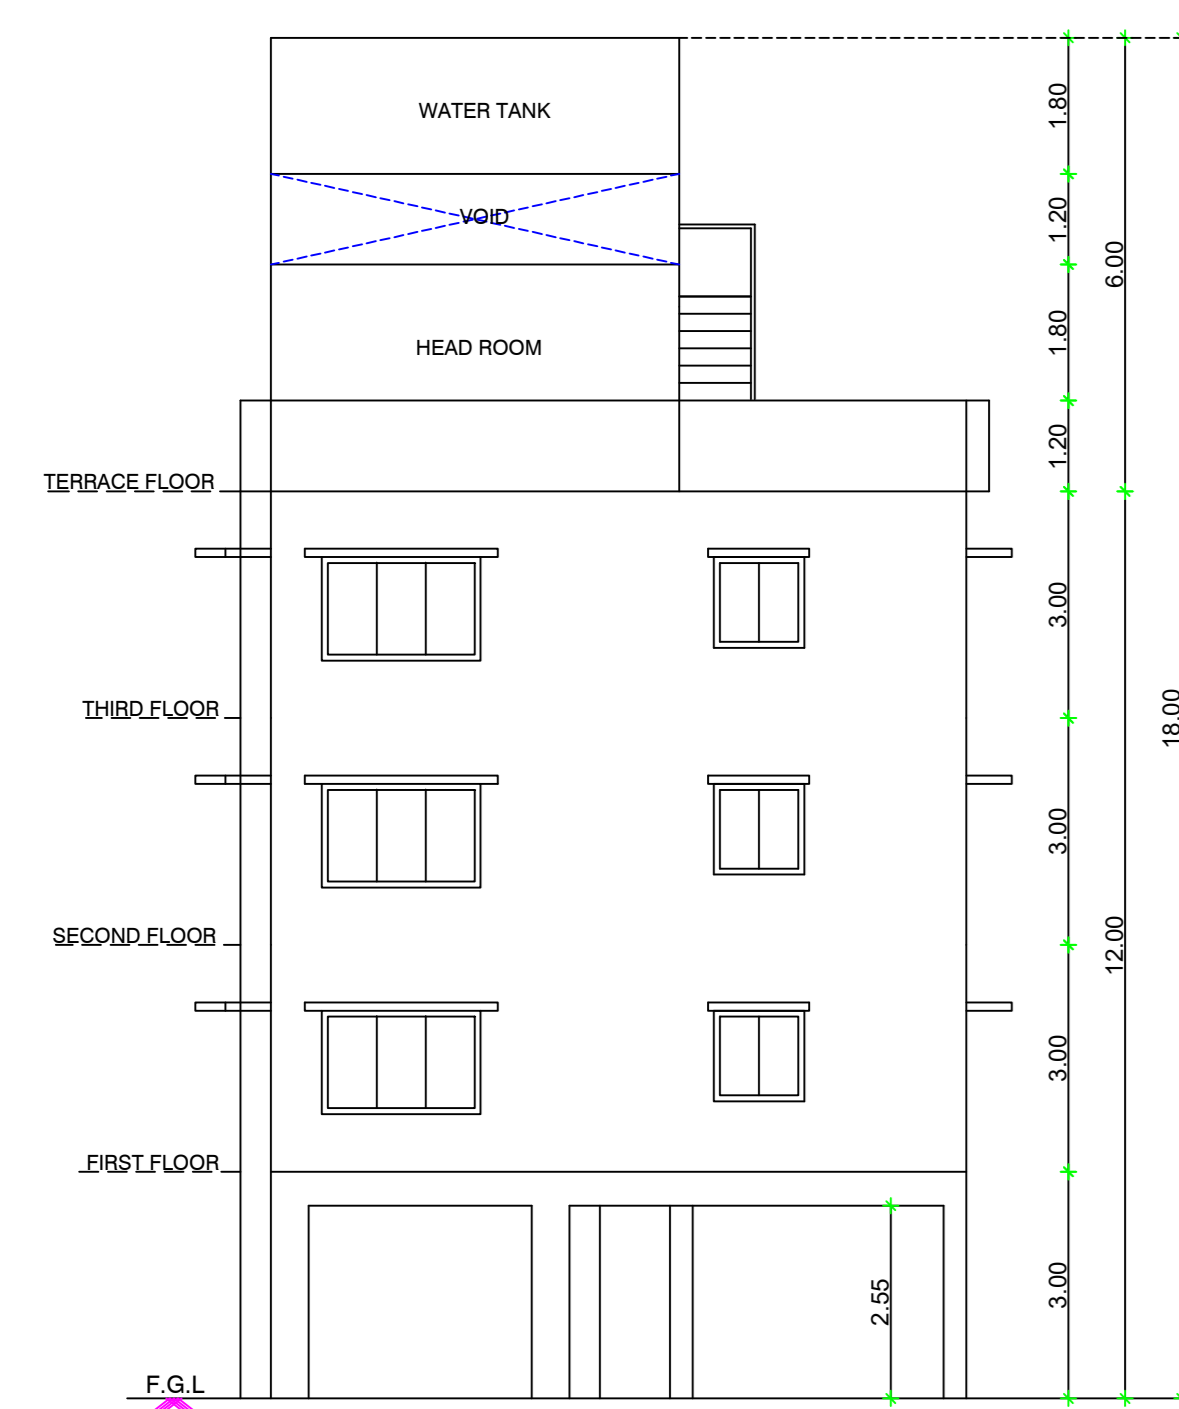 WATER TANK
1.80
VOID
1.20
6.00
HEAD ROOM
1.80
1.20
TERRACE FLOOR
3.00
THIRD FLOOR
18.00
3.00
SECOND FLOOR
12.00
3.00
FIRST FLOOR
2.55
3.00
F.G.L